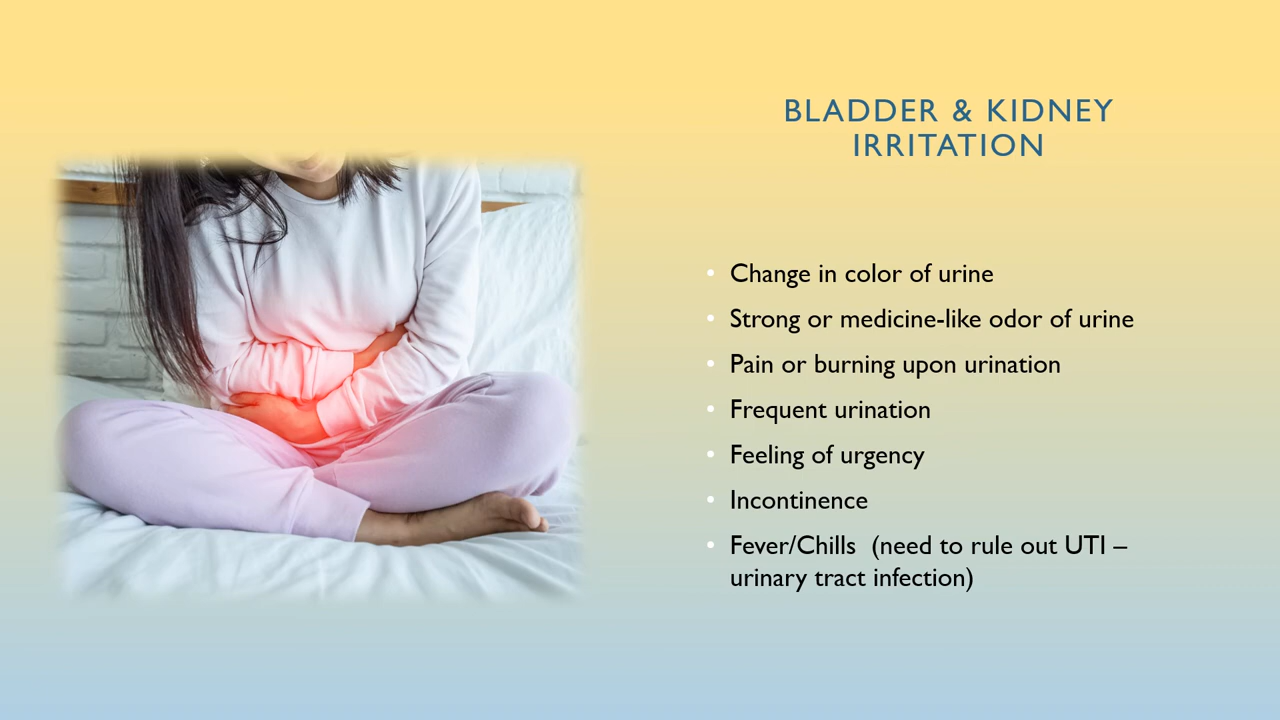 BLADDER & KIDNEY
IRRITATION
• Change in color of urine
• Strong or medicine-like odor of urine
• Pain or burning upon urination
• Frequent urination
• Feeling of urgency
• Incontinence
• Fever/Chills  (need to rule out UTI –
urinary tract infection)